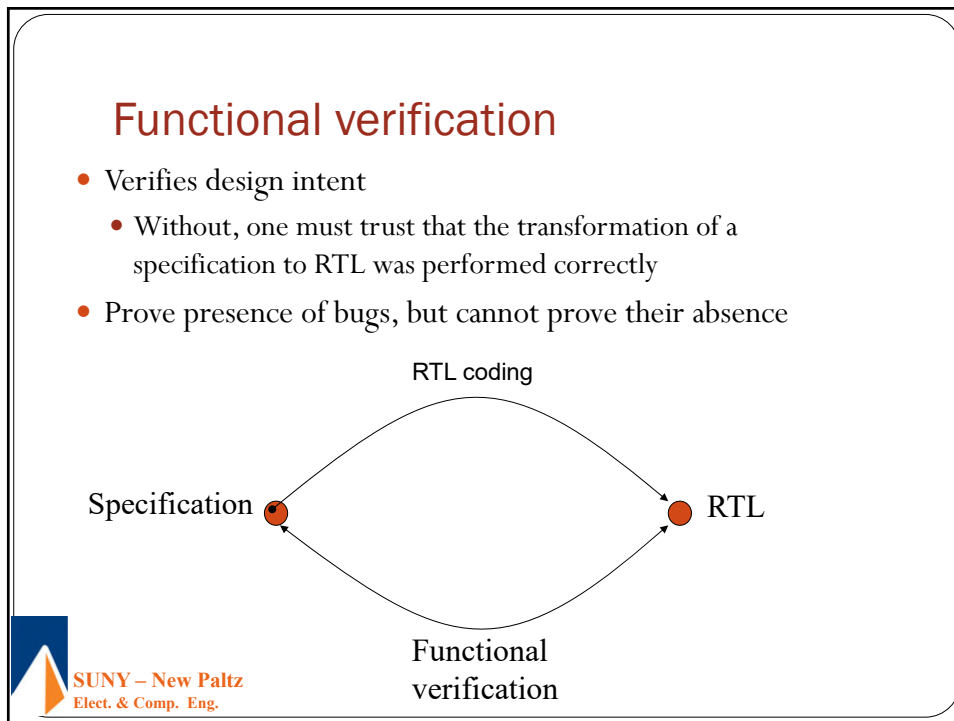 Functional verification
• Verifies design intent
• Without, one must trust that the transformation of a
specification to RTL was performed correctly
• Prove presence of bugs, but cannot prove their absence
RTL coding
Specification
RTL
Functional
verification
SUNY – New Paltz
Elect. & Comp. Eng.